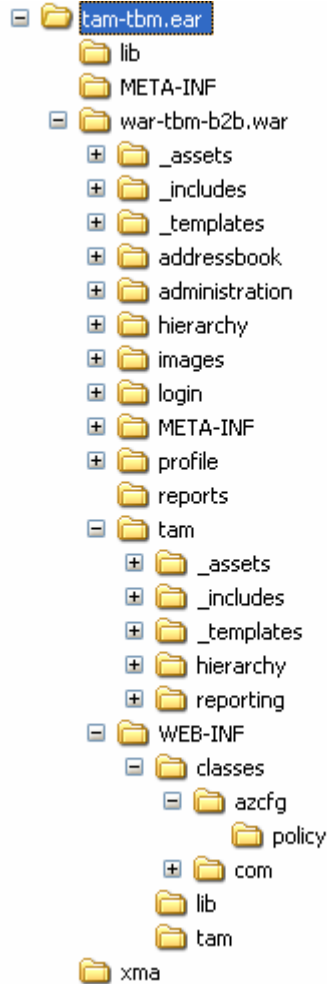 tam-tbm.ear
lib
META-INF
war-tbm-b2b.war
_assets
_includes
_templates
addressbook
administration
hierarchy
images
login
META-INF
profile
reports
tam
_assets
_includes
_templates
hierarchy
reporting
WEB-INF
classes
azcfg
policy
com
lib
tam
xma